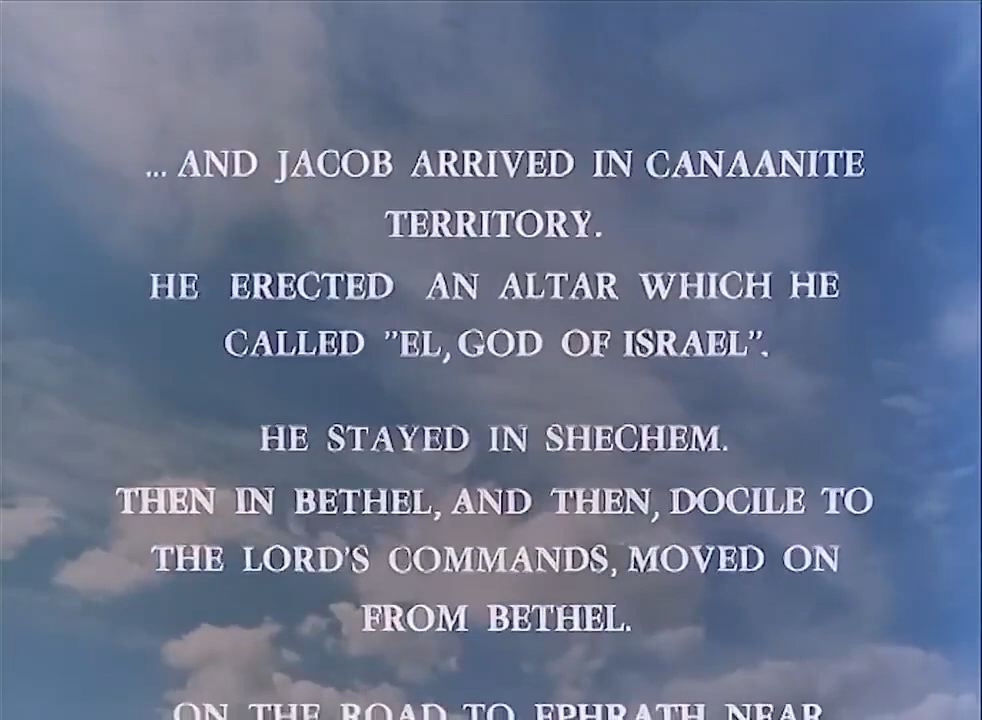 ... AND JACOB ARRIVED IN CANAANITE
TERRITORY.
HE ERECTED AN ALTAR WHICH HE
CALLED "EL, GOD OF ISRAEL".
HE STAYED IN SHECHEM.
THEN IN BETHEL, AND THEN, DOCILE TO
THE LORD'S COMMANDS, MOVED ON
FROM BETHEL.
ON THE ROAD TO EPHRATH NEAR